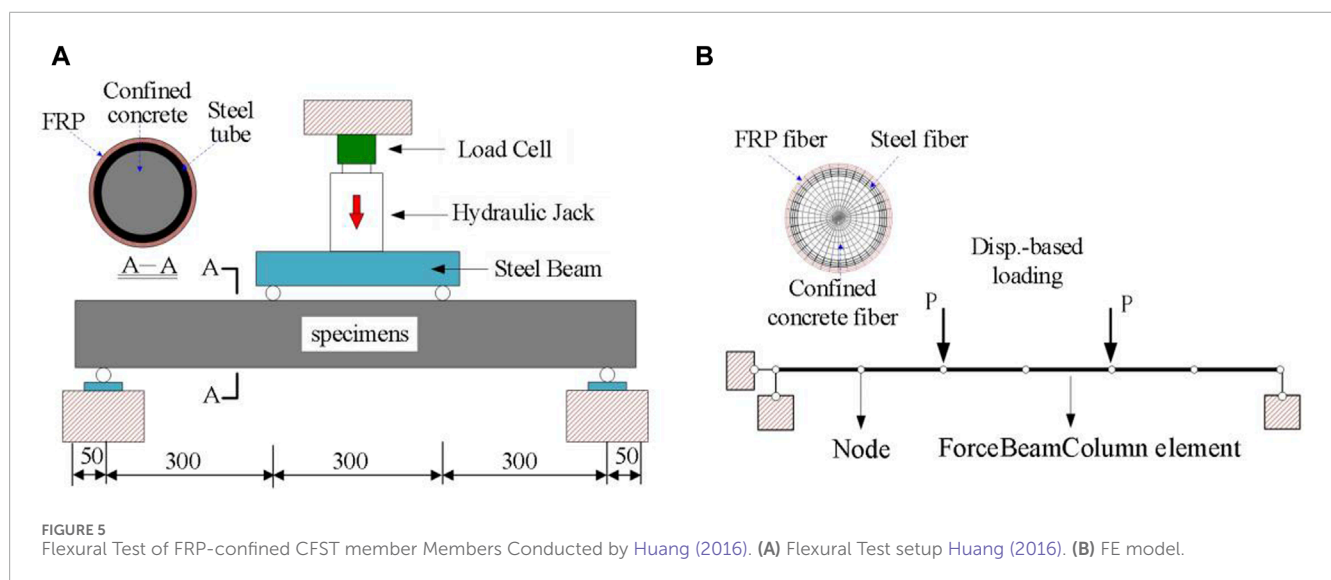 A
Confined
concrete
Steel
tube
FRP
A—A
A
A
Load Cell
Hydraulic Jack
Steel Beam
specimens
50
300
300
300
50
B
FRP fiber
Steel fiber
Confined
concrete fiber
Disp.-based
loading
P
P
Node
ForceBeamColumn element
FIGURE 5
Flexural Test of FRP-confined CFST member Members Conducted by Huang (2016). (A) Flexural Test setup Huang (2016). (B) FE model.